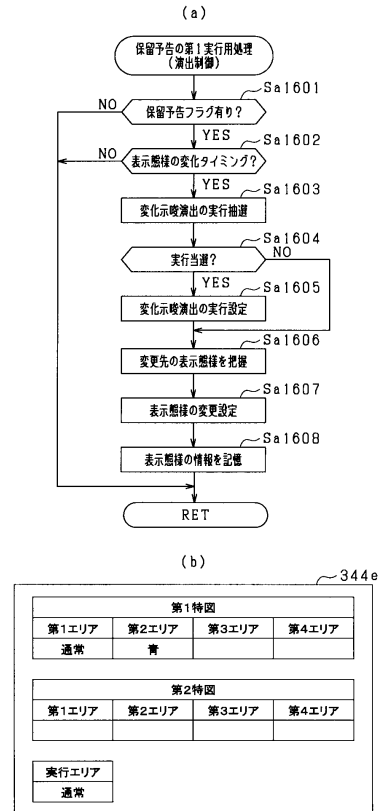 (a)
保留予告の第1実行用処理
(演出制御)
Sa1601
保留予告フラグ有り？
NO
YES
Sa1602
表示態様の変化タイミング？
NO
YES
Sa1603
変化示唆演出の実行抽選
Sa1604
実行当選？
NO
YES
Sa1605
変化示唆演出の実行設定
Sa1606
変更先の表示態様を把握
Sa1607
表示態様の変更設定
Sa1608
表示態様の情報を記憶
RET
(b)
344e
第1特図
第1エリア 第2エリア 第3エリア 第4エリア
通常 青
第2特図
第1エリア 第2エリア 第3エリア 第4エリア
実行エリア
通常